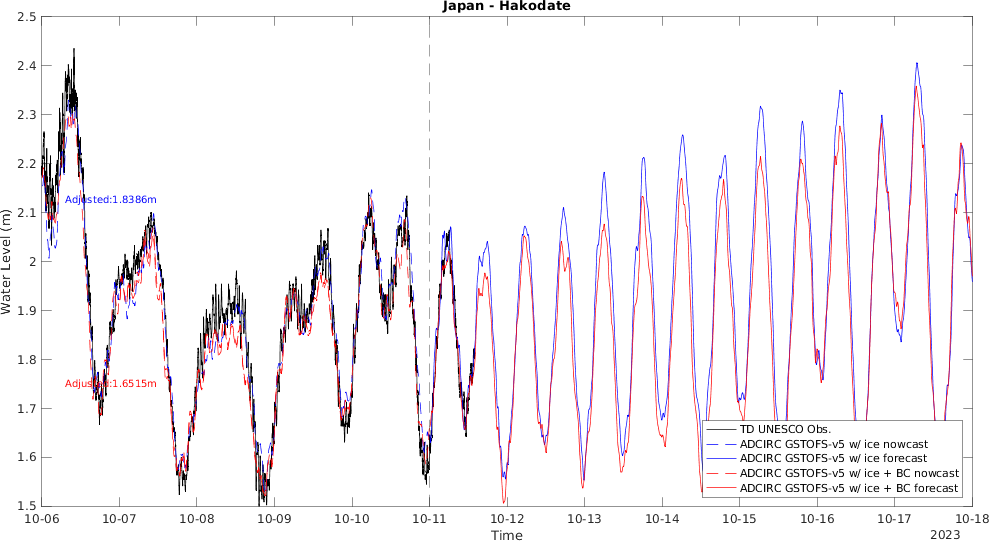 Japan - Hakodate
2.5
2.4
2.3
2.2
2.1
2
1.9
1.8
1.7
1.6
1.5
Water Level (m)
Adjusted:1.8386m
Adjusted:1.6515m
TD UNESCO Obs.
ADCIRC GSTOFS-v5 w/ ice nowcast
ADCIRC GSTOFS-v5 w/ ice forecast
ADCIRC GSTOFS-v5 w/ ice + BC nowcast
ADCIRC GSTOFS-v5 w/ ice + BC forecast
10-06 10-07 10-08 10-09 10-10 10-11 10-12 10-13 10-14 10-15 10-16 10-17 10-18
Time
2023